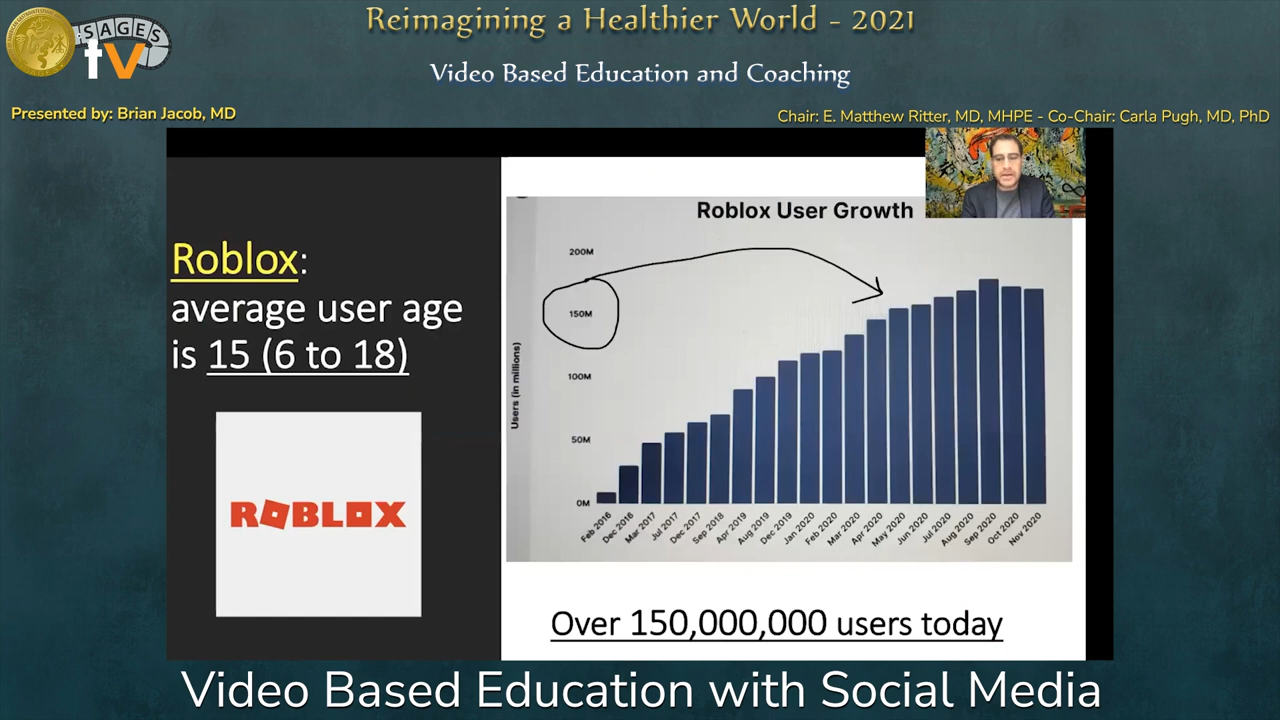 Reimagining a Healthier World - 2021
SAGES
tv
Video Based Education and Coaching
Presented by: Brian Jacob, MD
Chair: E. Matthew Ritter, MD, MHPE - Co-Chair: Carla Pugh, MD, PhD
Roblox:
average user age
is 15 (6 to 18)
ROBLOX
Roblox User Growth
Users (in millions)
200M
150M
100M
50M
0M
Feb 2016
Dec 2016
Mar 2017
Jul 2017
Dec 2017
Sep 2018
Apr 2019
Aug 2019
Dec 2019
Jan 2020
Feb 2020
Mar 2020
Apr 2020
May 2020
Jun 2020
Jul 2020
Aug 2020
Sep 2020
Oct 2020
Nov 2020
Over 150,000,000 users today
Video Based Education with Social Media